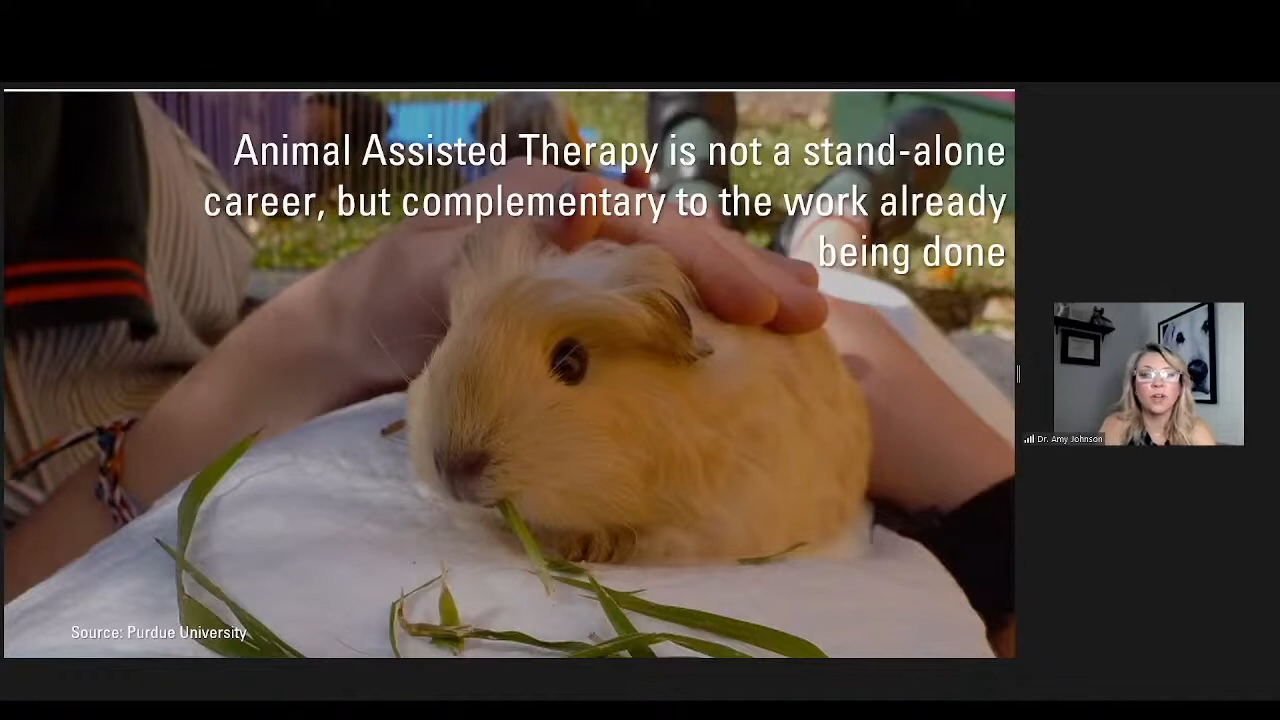 Animal Assisted Therapy is not a stand-alone
career, but complementary to the work already
being done
Source: Purdue University
Dr. Amy Johnson